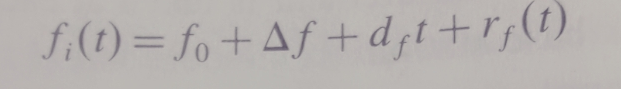 f_i(t) = f_0 + Δf + d_f t + r_f(t)